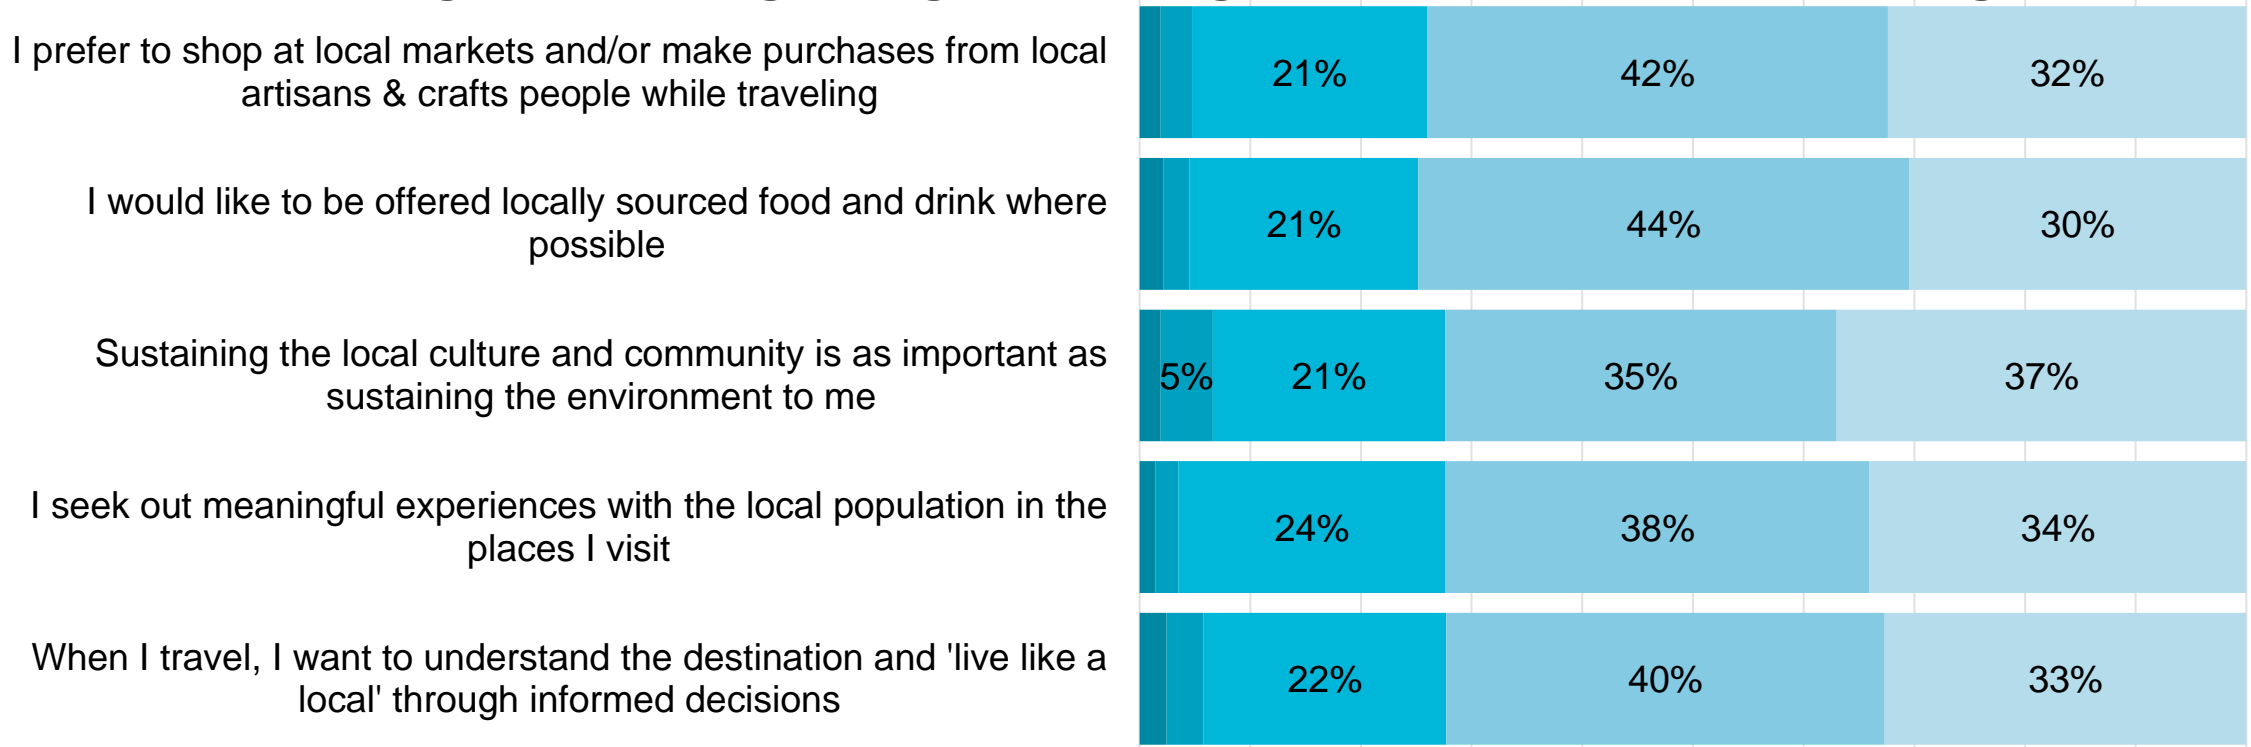 I prefer to shop at local markets and/or make purchases from local
artisans & crafts people while traveling
21%
42%
32%
I would like to be offered locally sourced food and drink where
possible
21%
44%
30%
Sustaining the local culture and community is as important as
sustaining the environment to me
5%
21%
35%
37%
I seek out meaningful experiences with the local population in the
places I visit
24%
38%
34%
When I travel, I want to understand the destination and 'live like a
local' through informed decisions
22%
40%
33%